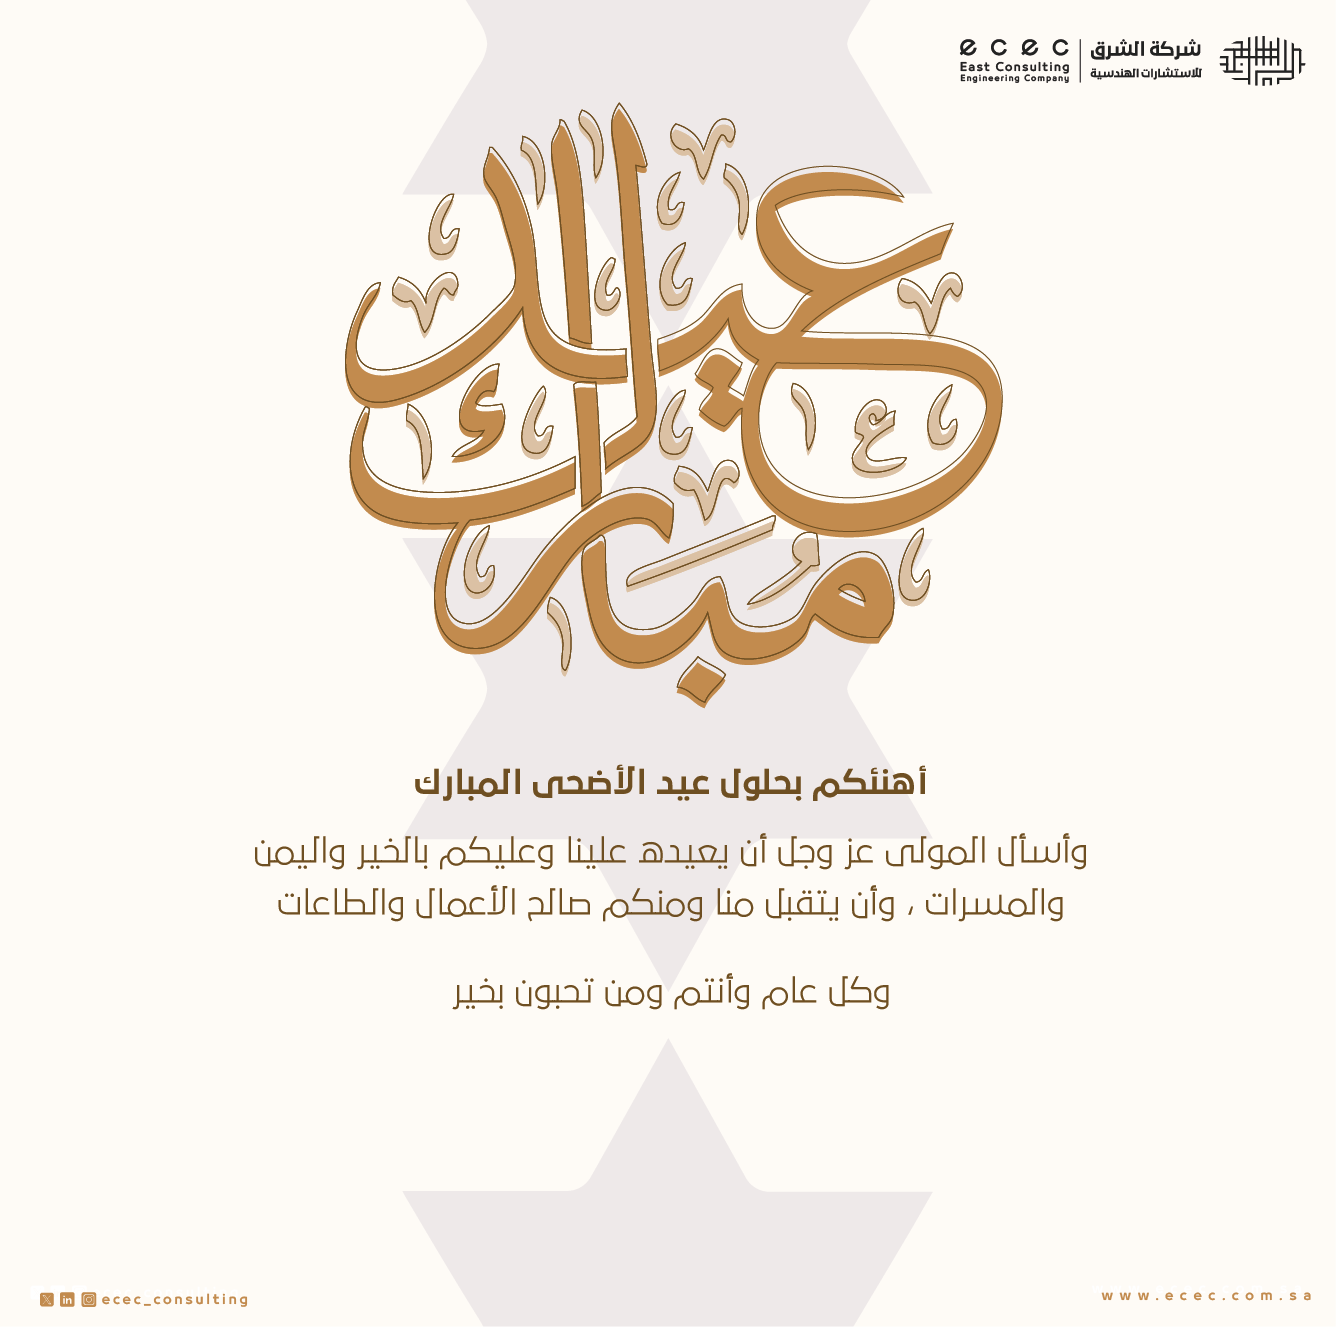 شركة الشرق
للاستشارات الهندسية
ecec
East Consulting
Engineering Company
عيدكم مبارك
أهنئكم بحلول عيد الأضحى المبارك
وأسأل المولى عز وجل أن يعيده علينا وعليكم بالخير واليمن
والمسرات ، وأن يتقبل منا ومنكم صالح الأعمال والطاعات
وكل عام وأنتم ومن تحبون بخير
ecec_consulting
www.ecec.com.sa